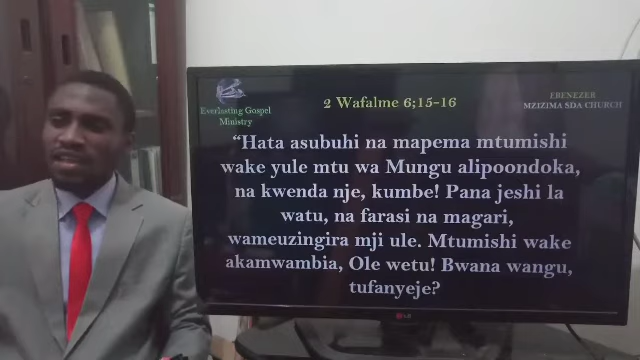 Everlasting Gospel
Ministry
2 Wafalme 6;15-16
EBENEZER
MZIZIMA SDA CHURCH
“Hata asubuhi na mapema mtumishi
wake yule mtu wa Mungu alipoondoka,
na kwenda nje, kumbe! Pana jeshi la
watu, na farasi na magari,
wameuzingira mji ule. Mtumishi wake
akamwambia, Ole wetu! Bwana wangu,
tufanyeje?
LG